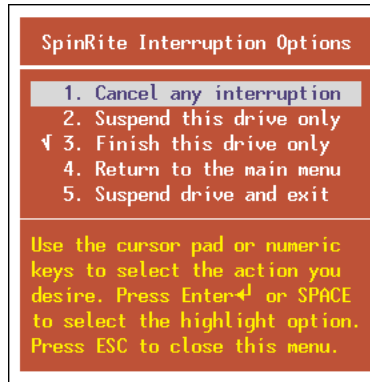 SpinRite Interruption Options
1. Cancel any interruption
2. Suspend this drive only
√ 3. Finish this drive only
4. Return to the main menu
5. Suspend drive and exit
Use the cursor pad or numeric
keys to select the action you
desire. Press Enter↵ or SPACE
to select the highlight option.
Press ESC to close this menu.